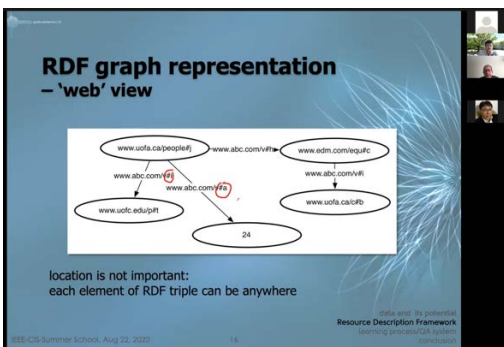 RDF graph representation
– 'web' view
www.uofa.ca/people#j
www.abc.com/v#h
www.edm.com/equ#c
www.abc.com/v#i
www.abc.com/v#a
www.abc.com/v#i
www.uofc.edu/p#t
24
www.uofa.ca/c#b
location is not important:
each element of RDF triple can be anywhere
data and its potential
Resource Description Framework
learning process/QA system
conclusion
IEEE-CIS Summer School, Aug 22, 2020
16